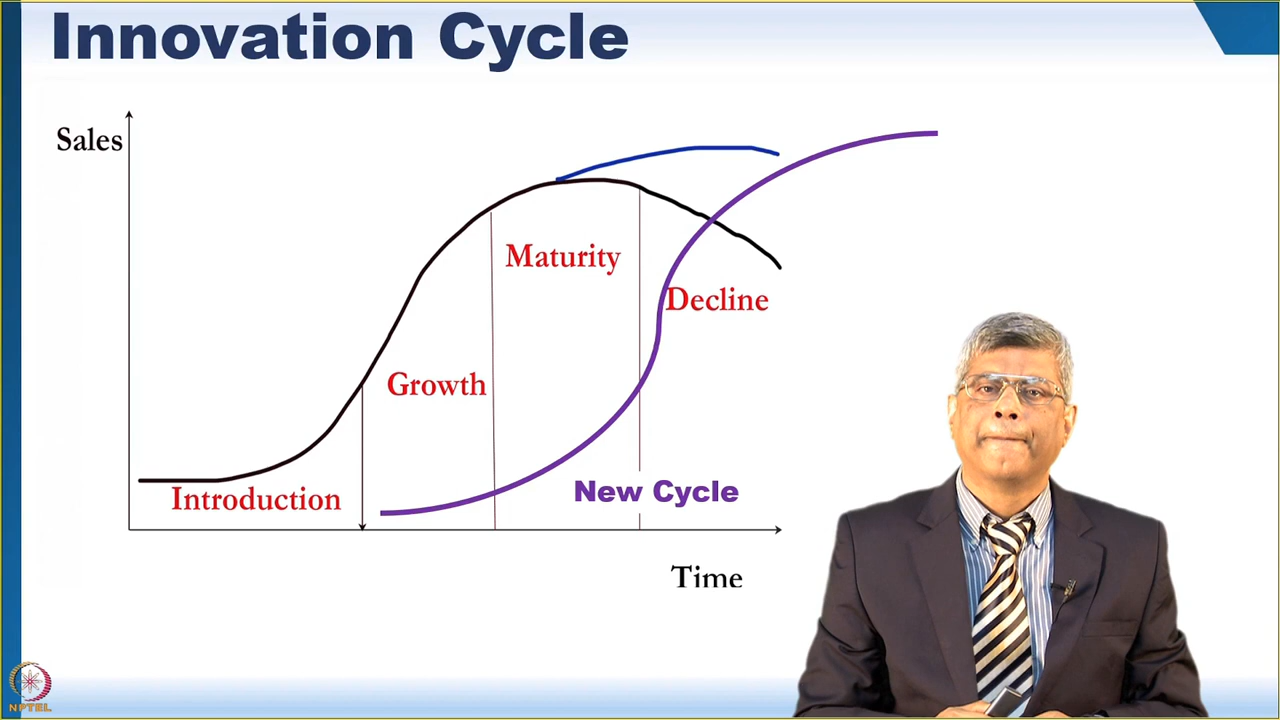 Innovation Cycle
Sales
Maturity
Decline
Growth
New Cycle
Introduction
Time
NPTEL